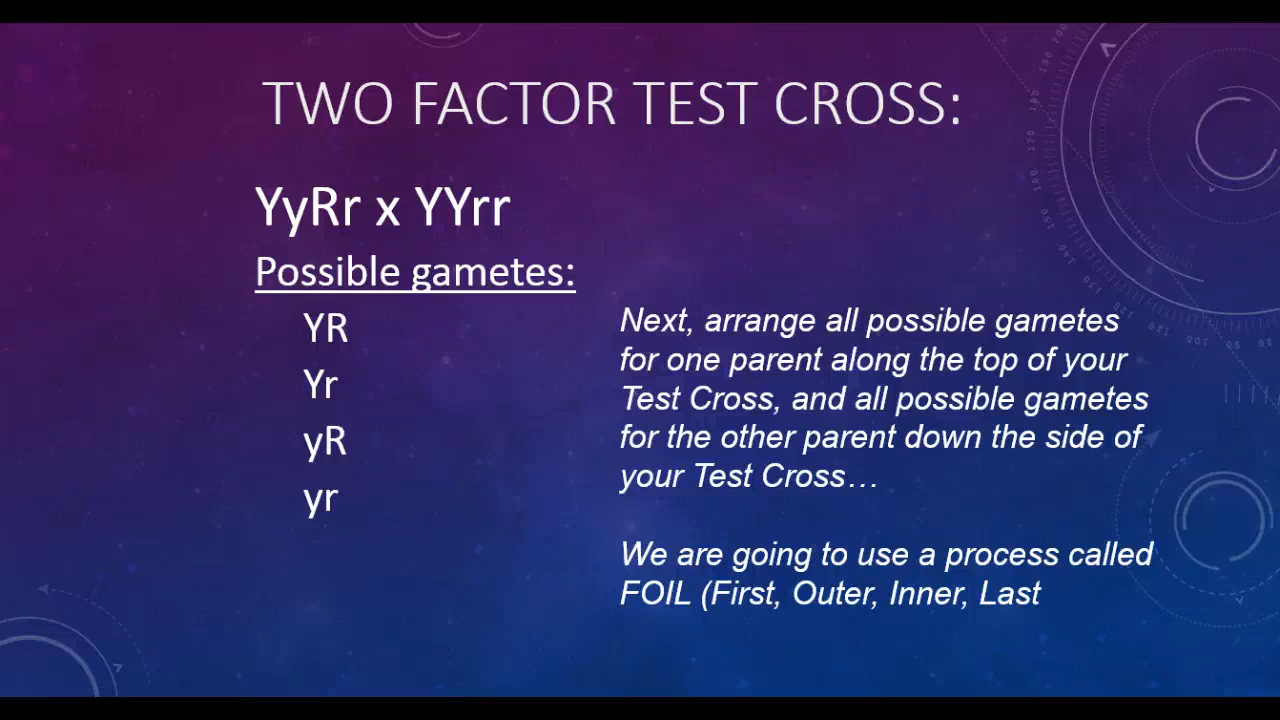 TWO FACTOR TEST CROSS:
YyRr x YYrr
Possible gametes:
YR
Yr
yR
yr
Next, arrange all possible gametes
for one parent along the top of your
Test Cross, and all possible gametes
for the other parent down the side of
your Test Cross…
We are going to use a process called
FOIL (First, Outer, Inner, Last